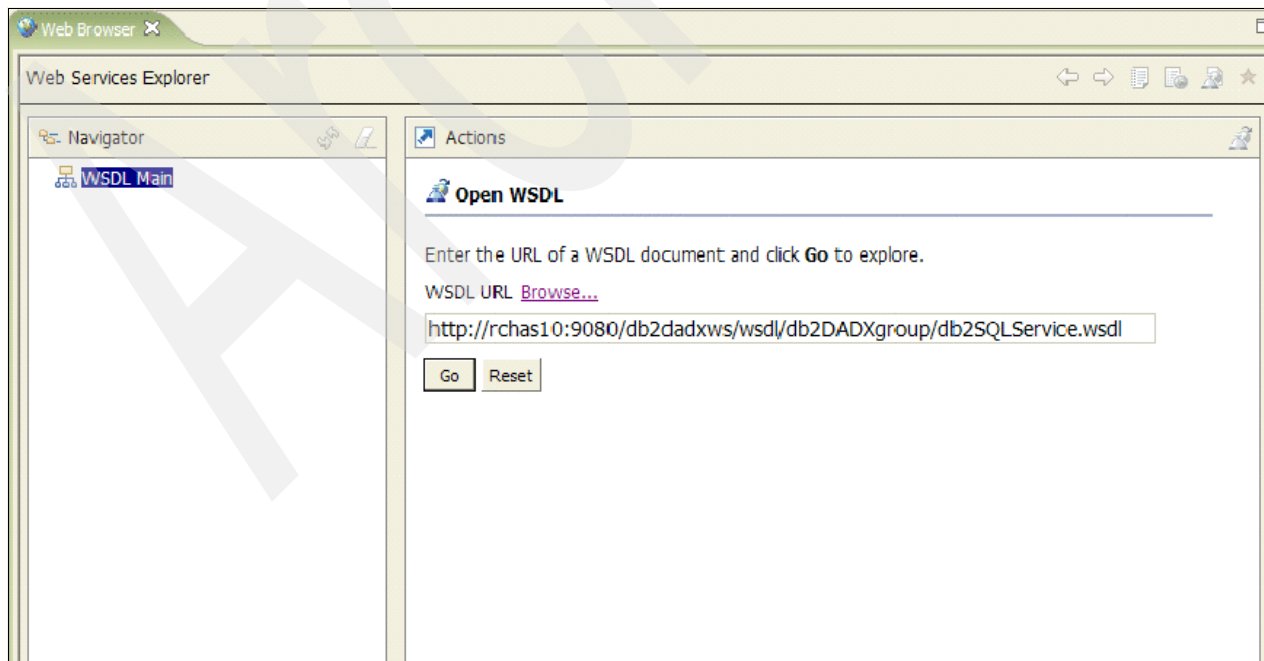 Web Browser
Web Services Explorer
Navigator
WSDL Main
Actions
Open WSDL
Enter the URL of a WSDL document and click Go to explore.
WSDL URL Browse...
http://rchas10:9080/db2dadxws/wsdl/db2DADXgroup/db2SQLService.wsdl
Go Reset